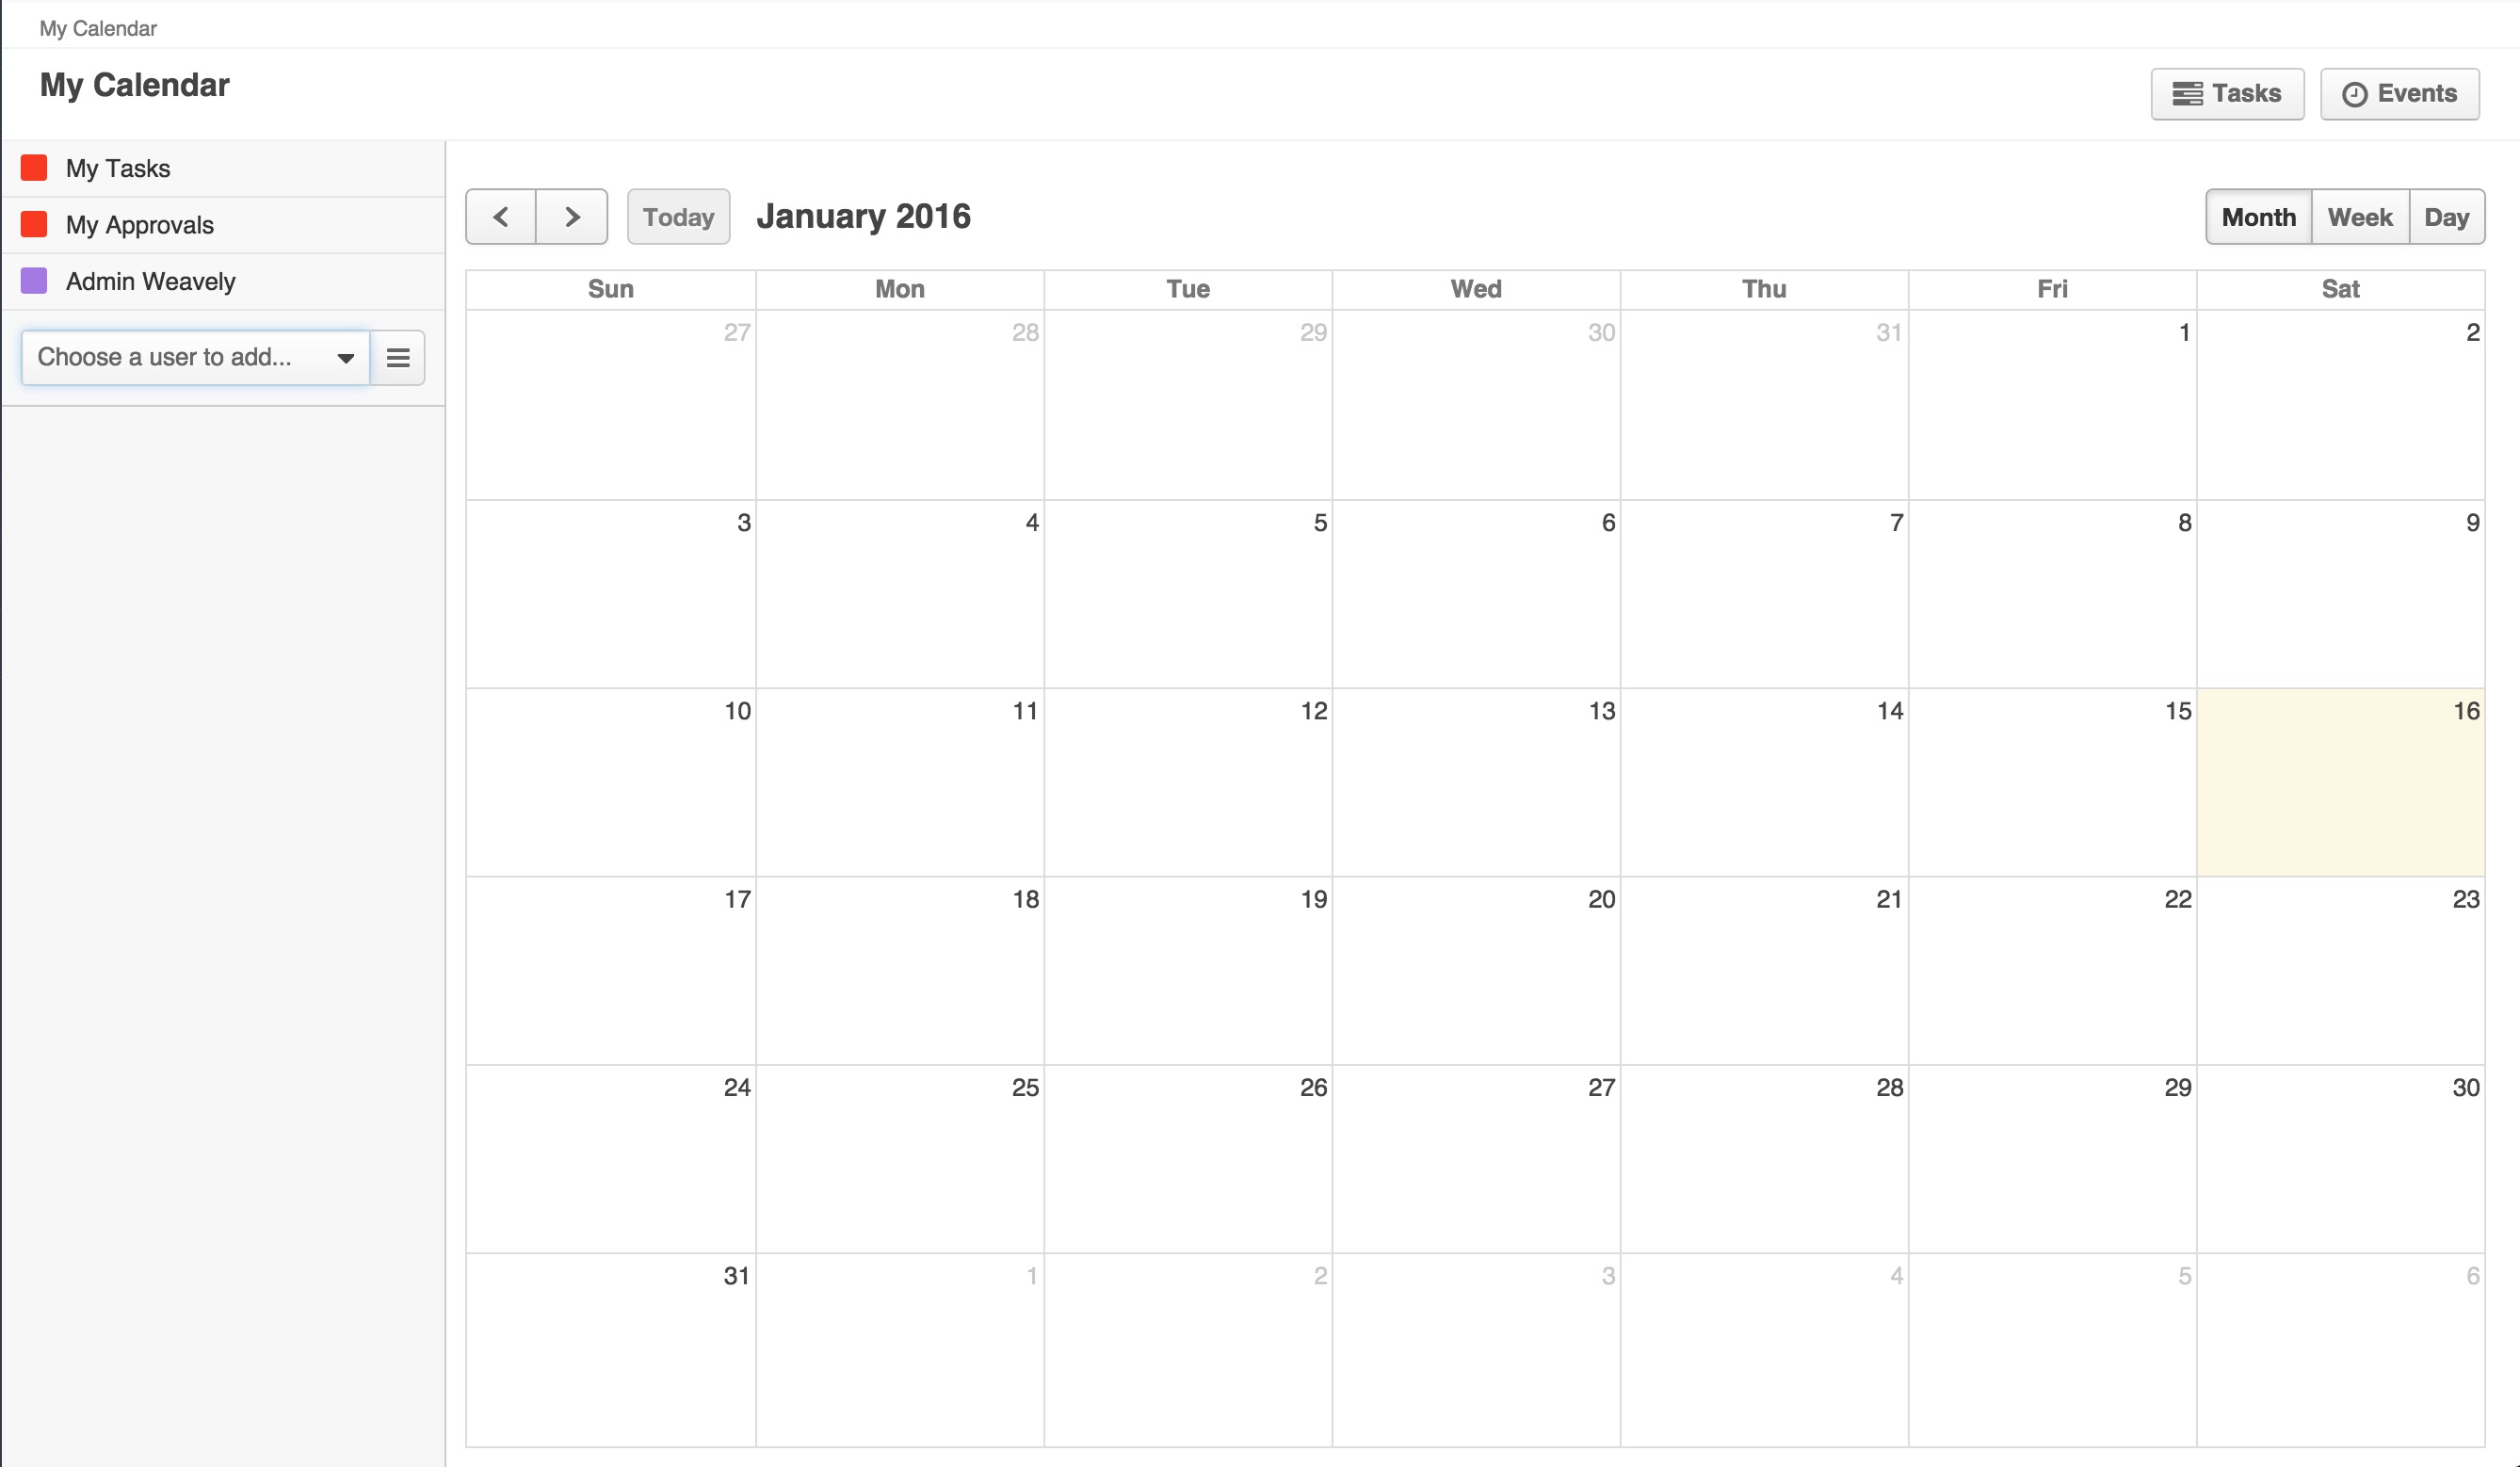 My Calendar
My Calendar
Tasks Events
My Tasks
My Approvals
Admin Weavely
Choose a user to add...
Today January 2016 Month Week Day
Sun Mon Tue Wed Thu Fri Sat
27 28 29 30 31 1 2
3 4 5 6 7 8 9
10 11 12 13 14 15 16
17 18 19 20 21 22 23
24 25 26 27 28 29 30
31 1 2 3 4 5 6